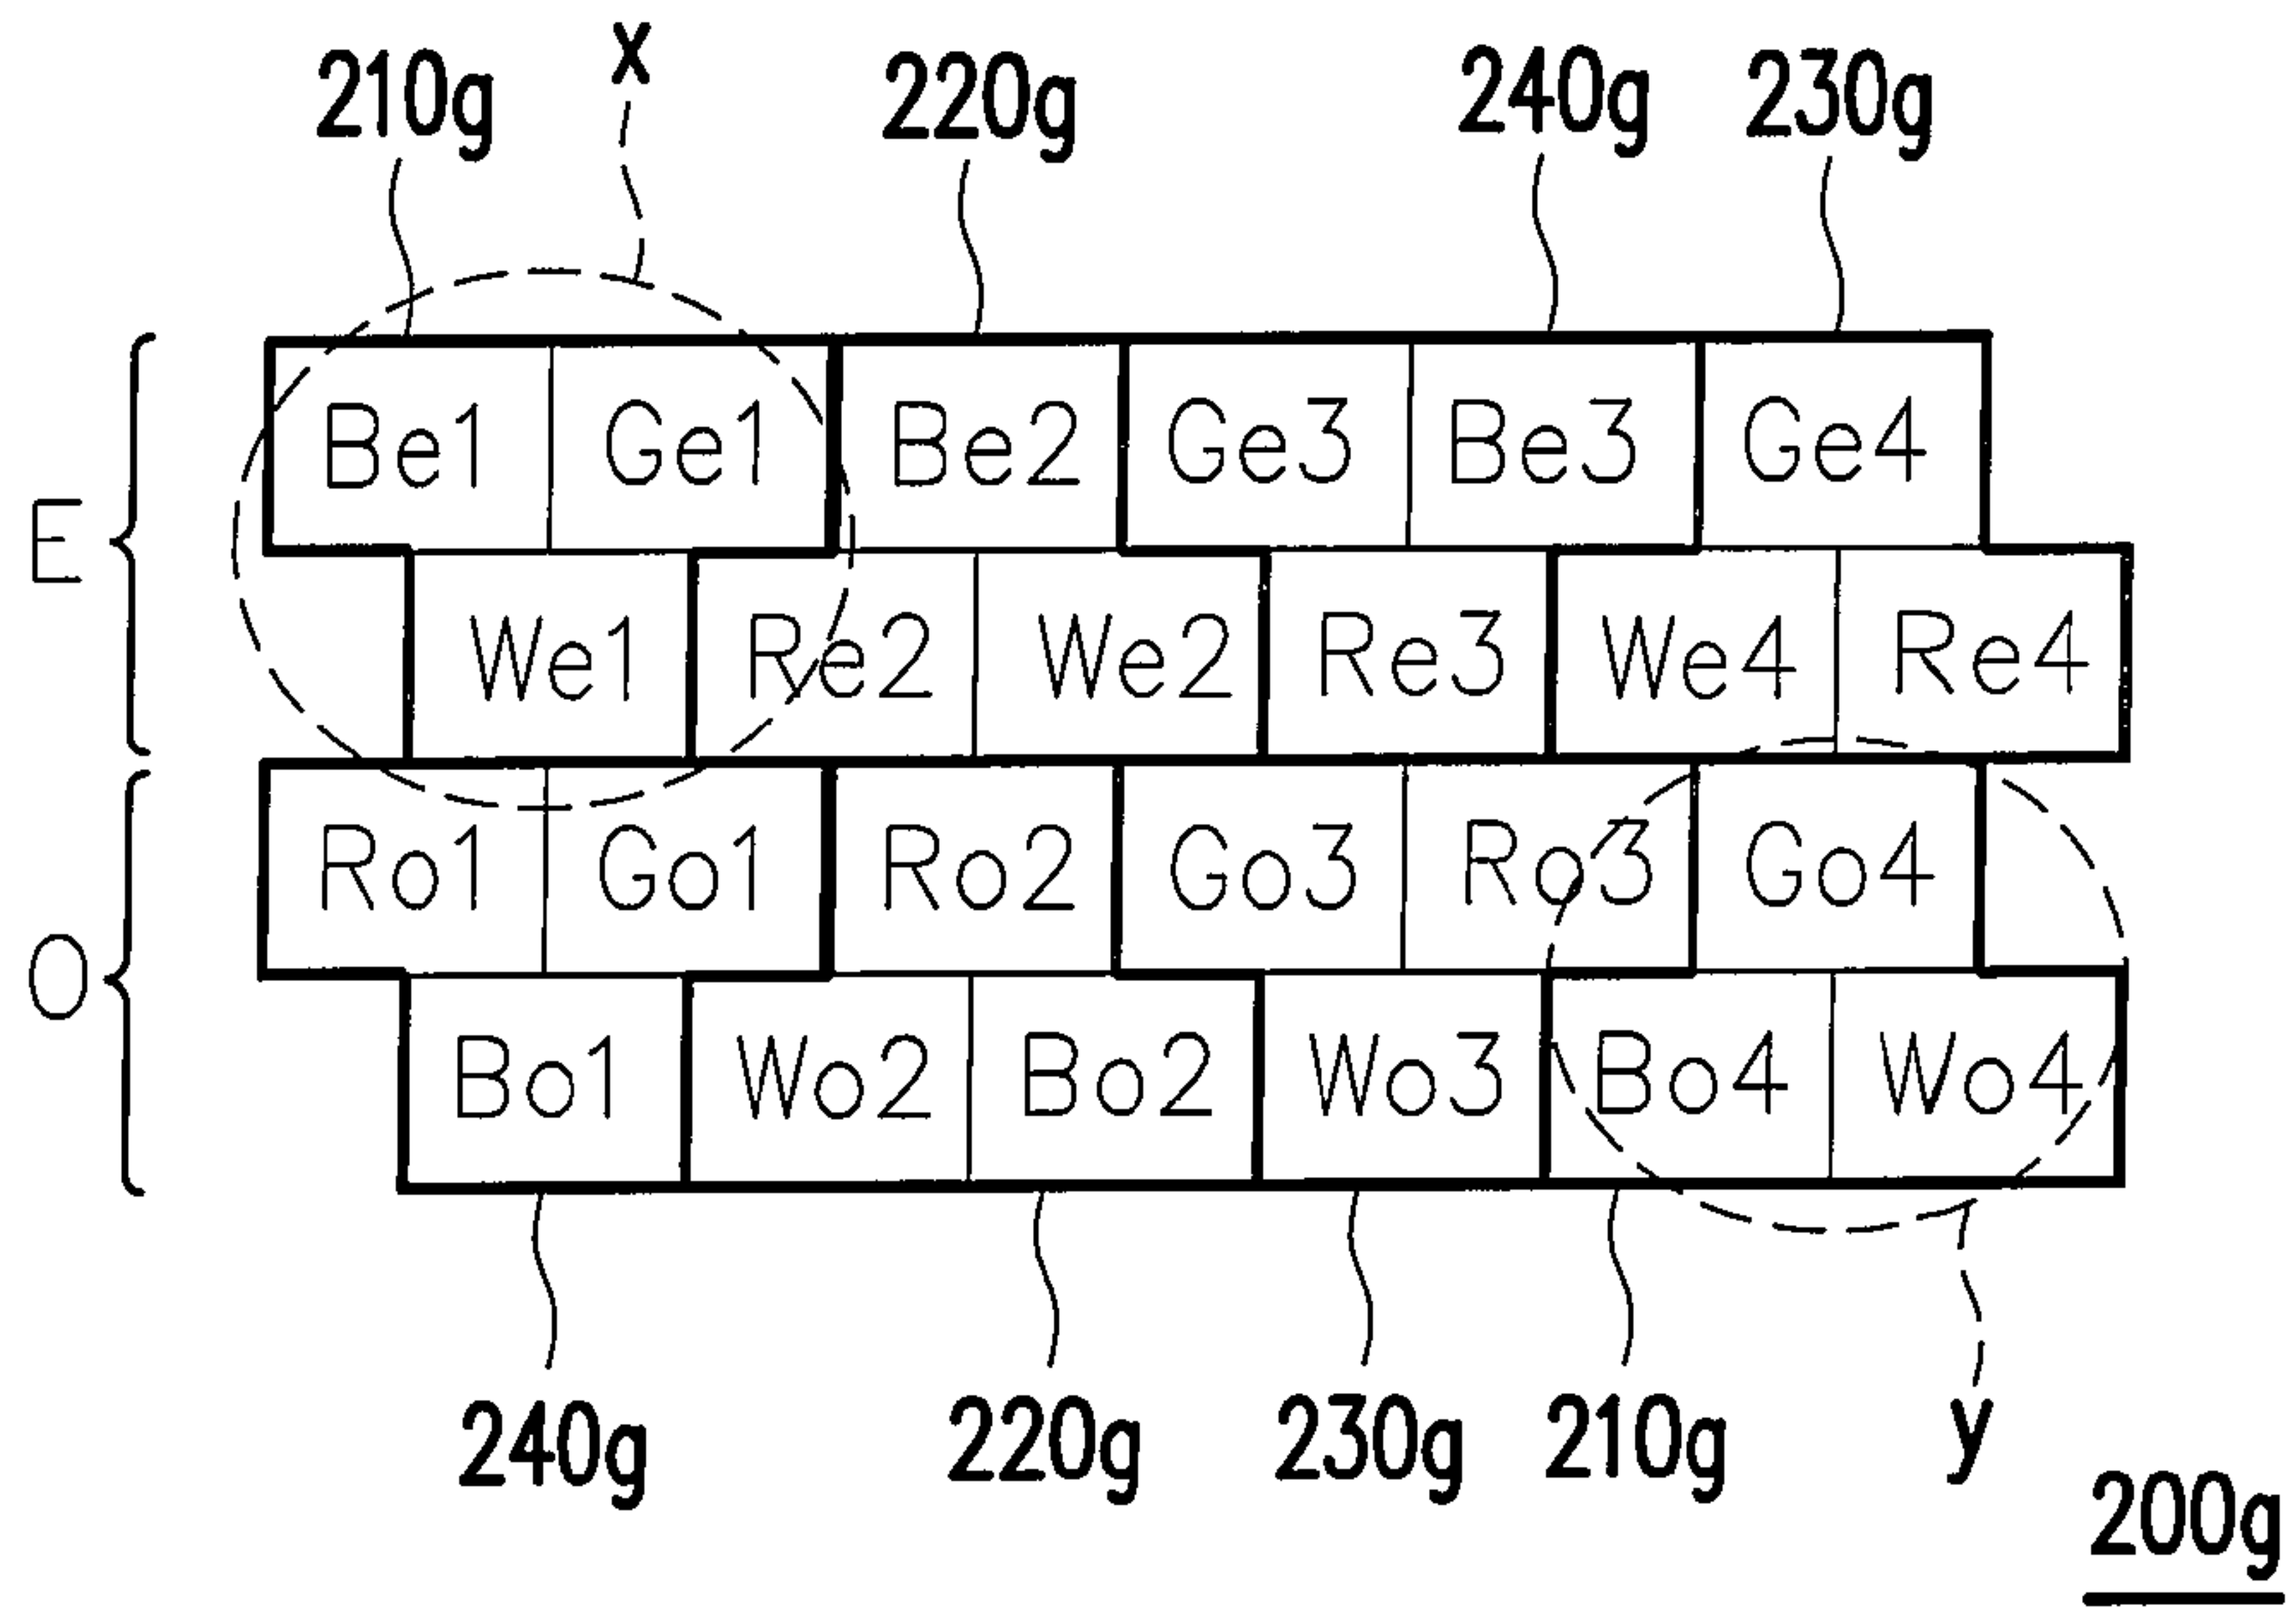 x
210g 220g 240g 230g
E
Be1 Ge1 Be2 Ge3 Be3 Ge4
We1 Re2 We2 Re3 We4 Re4
O
Ro1 Go1 Ro2 Go3 Ro3 Go4
Bo1 Wo2 Bo2 Wo3 Bo4 Wo4
240g 220g 230g 210g y
200g